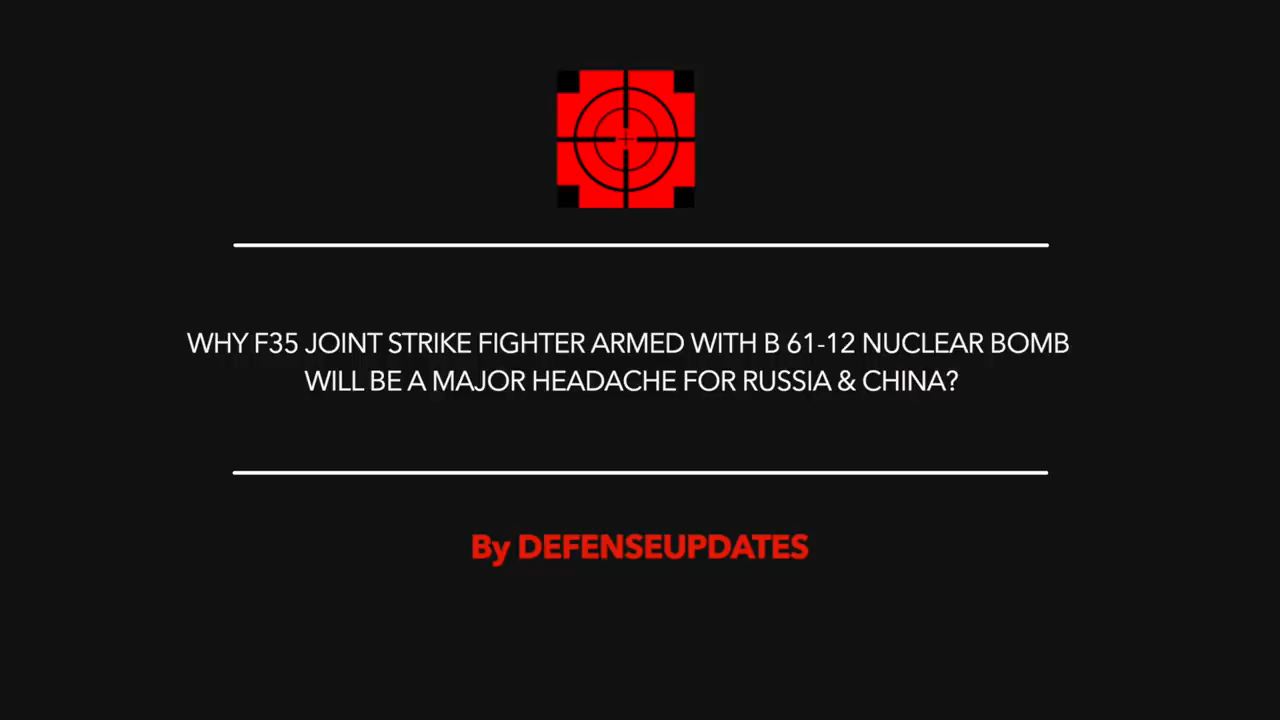 WHY F35 JOINT STRIKE FIGHTER ARMED WITH B 61-12 NUCLEAR BOMB
WILL BE A MAJOR HEADACHE FOR RUSSIA & CHINA?
By DEFENSEUPDATES